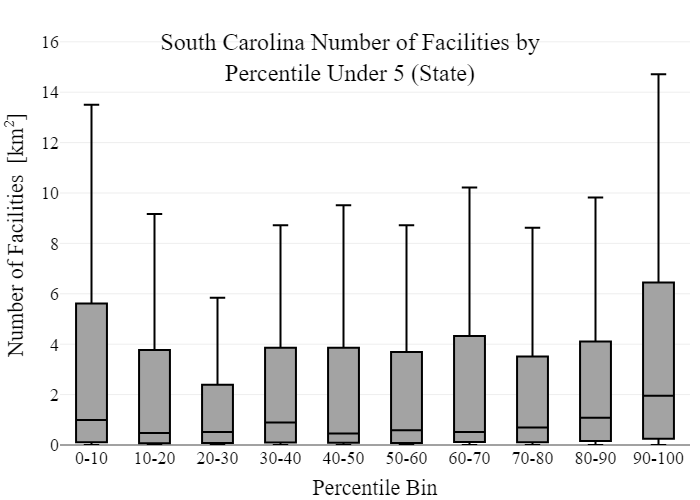 South Carolina Number of Facilities by
Percentile Under 5 (State)
Number of Facilities [km²]
16
14
12
10
8
6
4
2
0
0-10 10-20 20-30 30-40 40-50 50-60 60-70 70-80 80-90 90-100
Percentile Bin